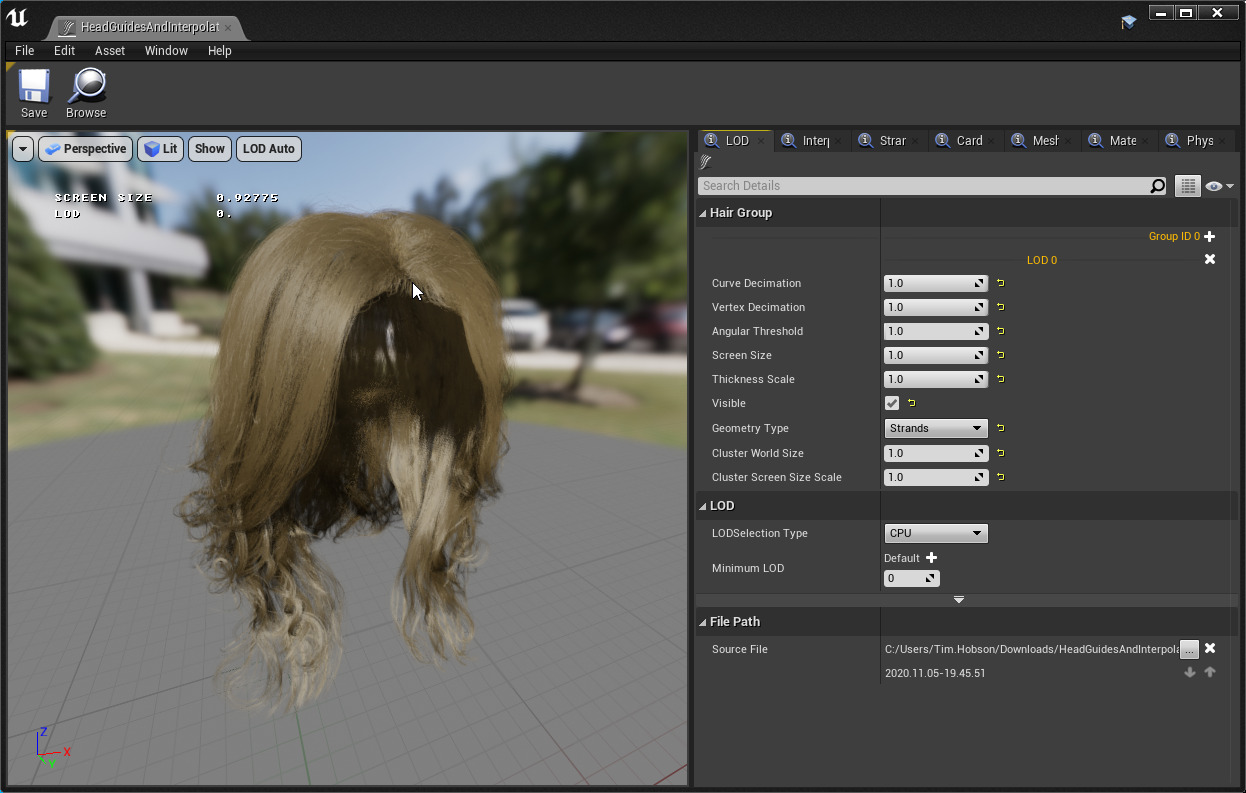 HeadGuidesAndInterpolat
File Edit Asset Window Help
Save Browse
Perspective Lit Show LOD Auto
SCREEN SIZE 0.92775
LOD 0.
Z
X
Y
LOD Interp Strar Card Mesh Mate Phys
Search Details
Hair Group
Group ID 0
LOD 0
Curve Decimation 1.0
Vertex Decimation 1.0
Angular Threshold 1.0
Screen Size 1.0
Thickness Scale 1.0
Visible
Geometry Type Strands
Cluster World Size 1.0
Cluster Screen Size Scale 1.0
LOD
LODSelection Type CPU
Default
Minimum LOD
0
File Path
Source File C:/Users/Tim.Hobson/Downloads/HeadGuidesAndInterpola ...
2020.11.05-19.45.51